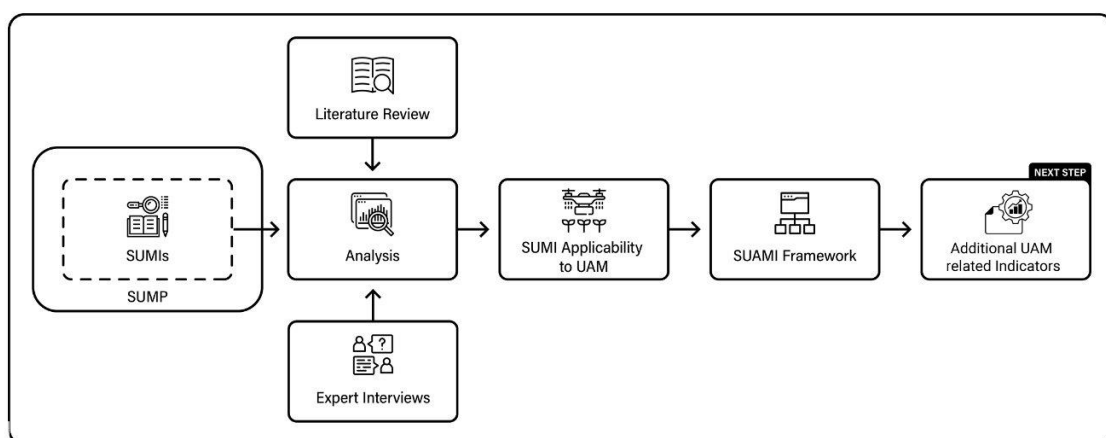 Literature Review
SUMIs
SUMP
Analysis
Expert Interviews
SUMI Applicability
to UAM
SUAMI Framework
NEXT STEP
Additional UAM
related Indicators